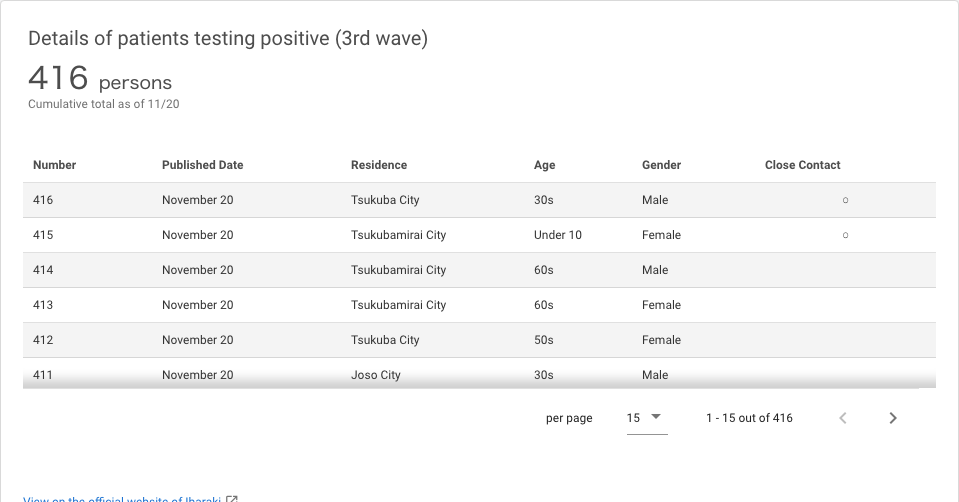 Details of patients testing positive (3rd wave)
416 persons
Cumulative total as of 11/20
Number Published Date Residence Age Gender Close Contact
416 November 20 Tsukuba City 30s Male ○
415 November 20 Tsukubamirai City Under 10 Female ○
414 November 20 Tsukubamirai City 60s Male
413 November 20 Tsukubamirai City 60s Female
412 November 20 Tsukuba City 50s Female
411 November 20 Joso City 30s Male
per page 15 1 - 15 out of 416
View on the official website of Ibaraki